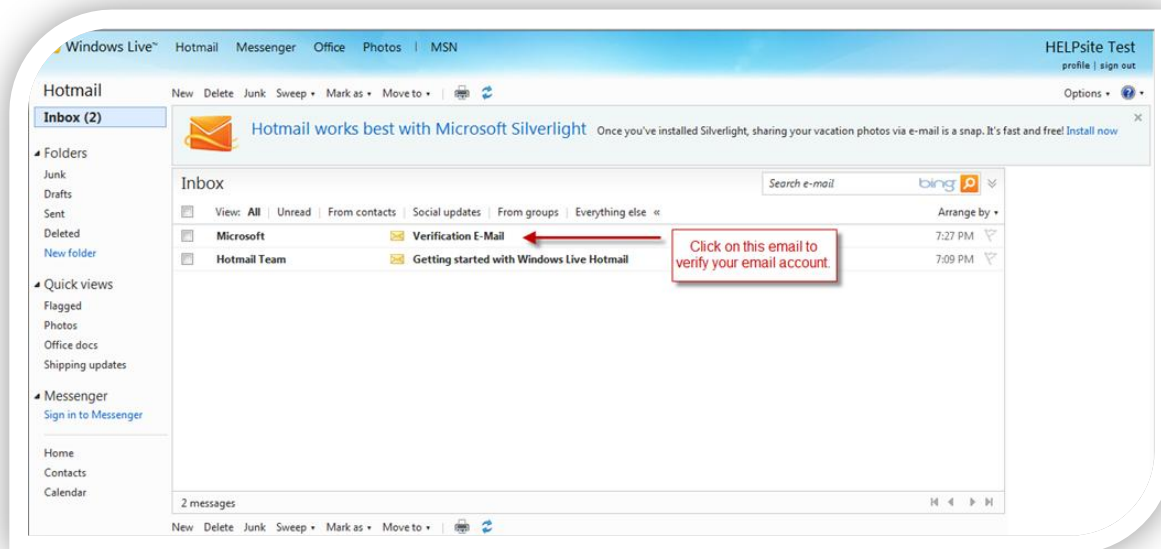 Windows Live™ Hotmail Messenger Office Photos | MSN
HELPsite Test
profile | sign out
Hotmail
New Delete Junk Sweep Mark as Move to
Options
Inbox (2)
Hotmail works best with Microsoft Silverlight Once you've installed Silverlight, sharing your vacation photos via e-mail is a snap. It's fast and free! Install now
Folders
Junk
Drafts
Sent
Deleted
New folder
Quick views
Flagged
Photos
Office docs
Shipping updates
Messenger
Sign in to Messenger
Home
Contacts
Calendar
Inbox
Search e-mail bing
View: All | Unread | From contacts | Social updates | From groups | Everything else «
Arrange by
Microsoft Verification E-Mail 7:27 PM
Hotmail Team Getting started with Windows Live Hotmail 7:09 PM
Click on this email to
verify your email account.
2 messages
New Delete Junk Sweep Mark as Move to